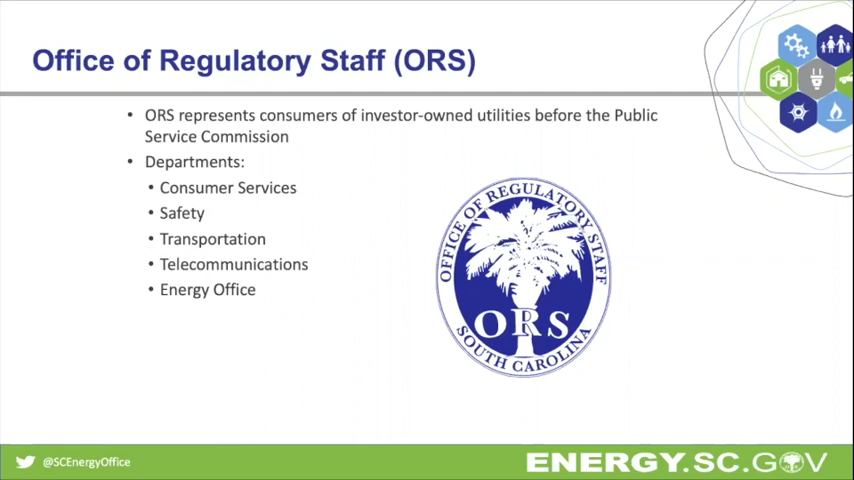 Office of Regulatory Staff (ORS)
• ORS represents consumers of investor-owned utilities before the Public
Service Commission
• Departments:
• Consumer Services
• Safety
• Transportation
• Telecommunications
• Energy Office
OFFICE OF REGULATORY STAFF
ORS
SOUTH CAROLINA
@SCEnergyOffice
ENERGY.SC.GOV